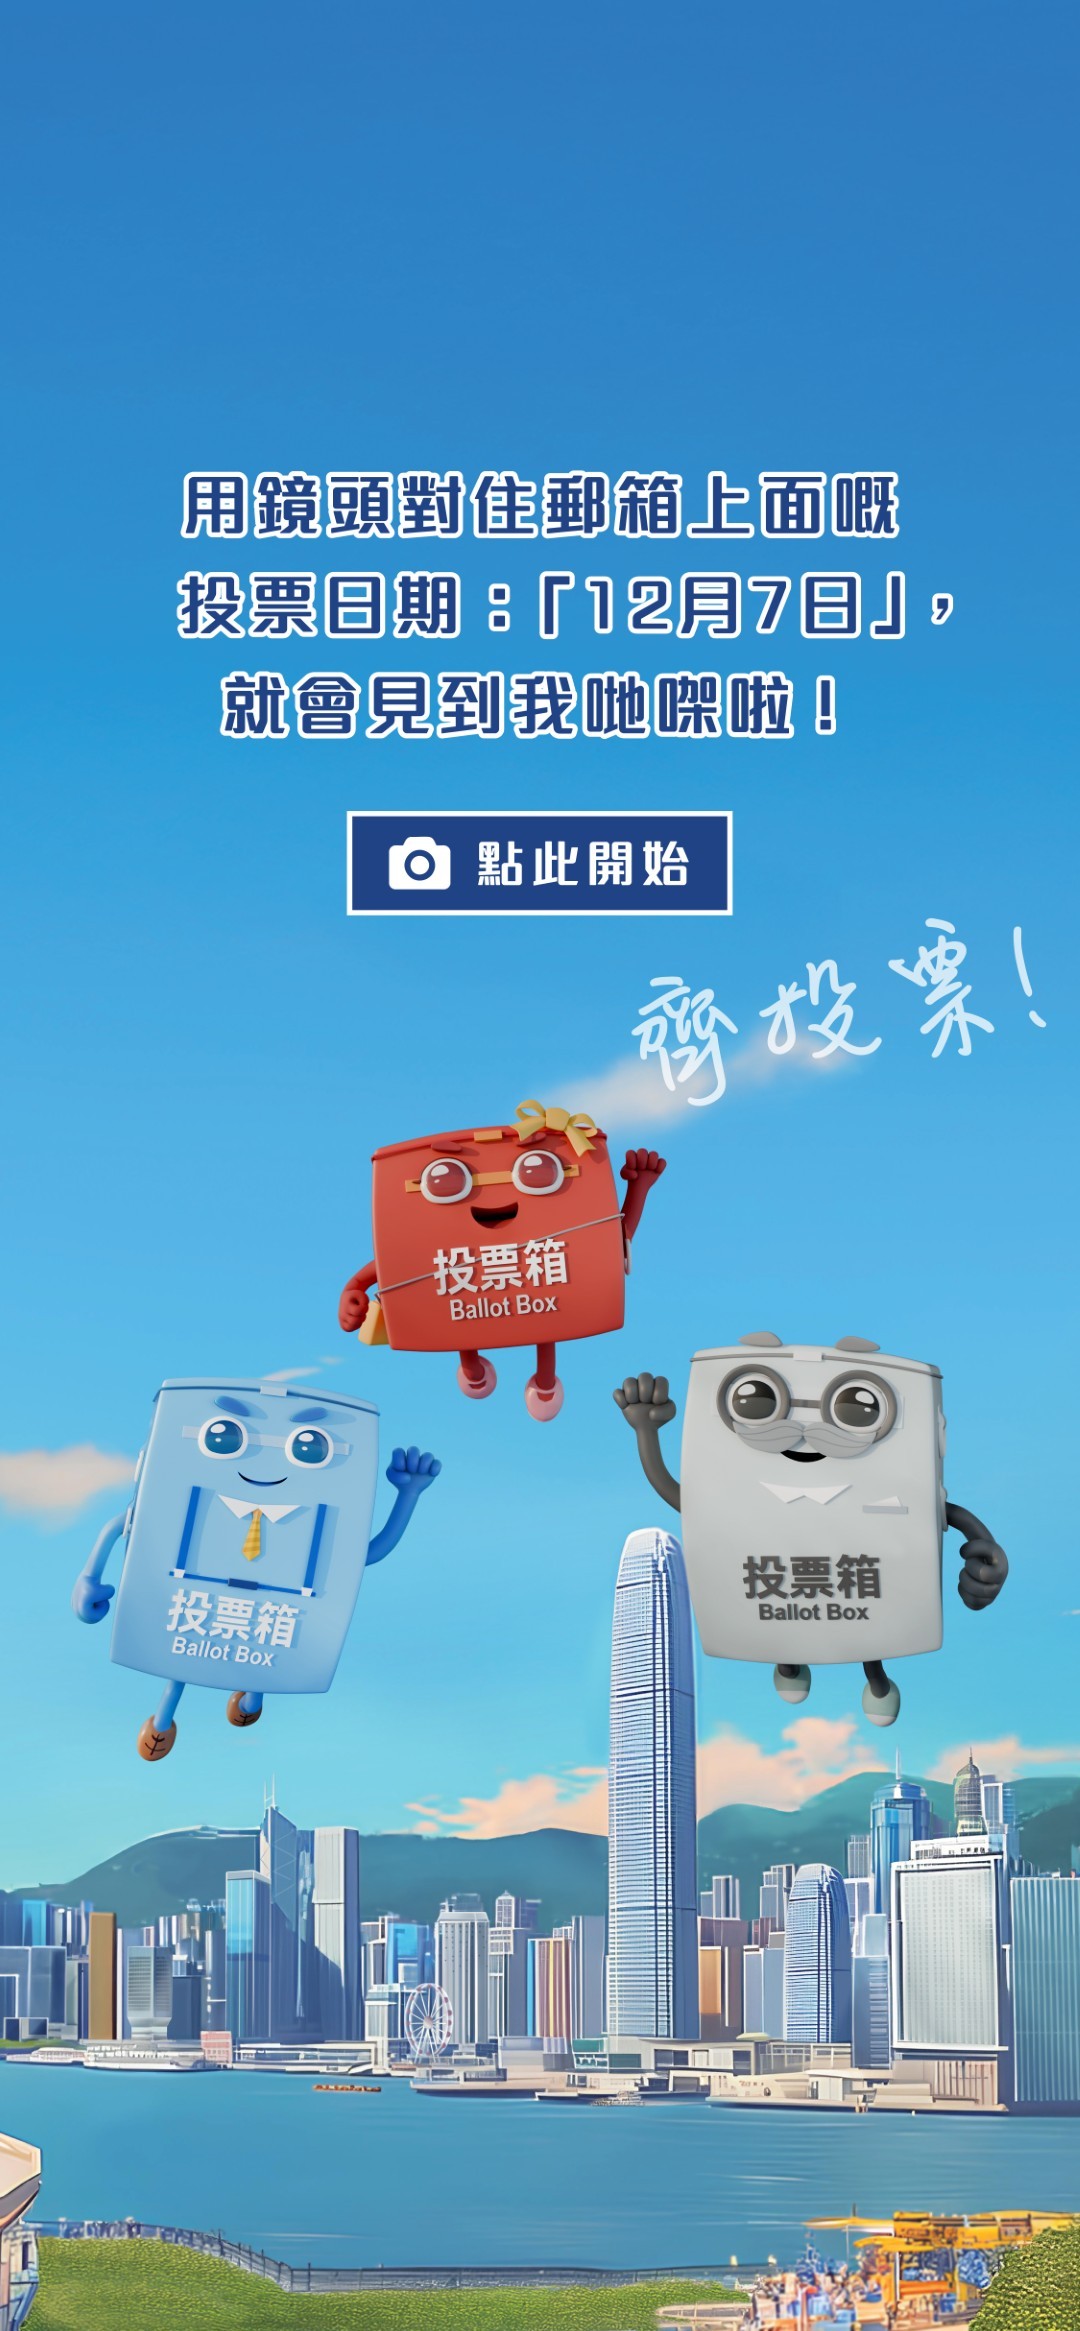 用鏡頭對住郵箱上面嘅
投票日期：「12月7日」，
就會見到我哋㗎啦！
點此開始
齊投票！
投票箱
Ballot Box
投票箱
Ballot Box
投票箱
Ballot Box